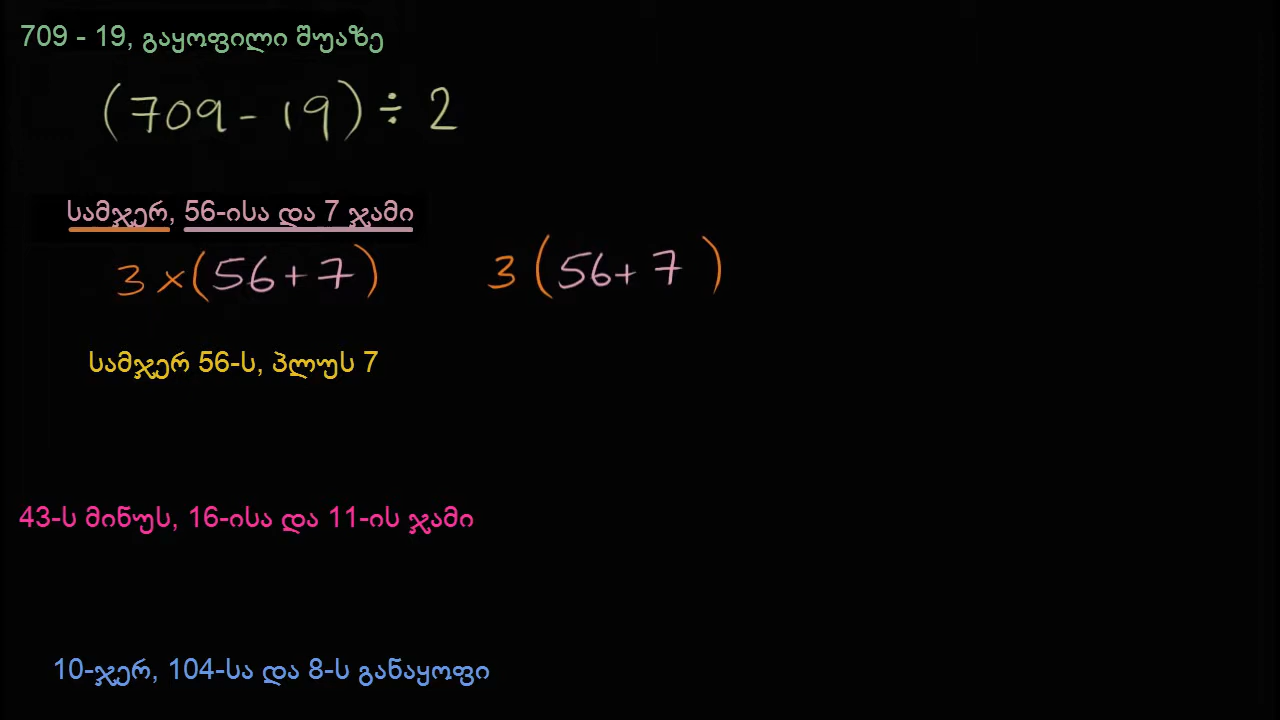 709 - 19, გაყოფილი შუაზე
(709 - 19) ÷ 2
სამჯერ, 56-ისა და 7 ჯამი
3 × (56 + 7) 3 (56 + 7)
სამჯერ 56-ს, პლუს 7
43-ს მინუს, 16-ისა და 11-ის ჯამი
10-ჯერ, 104-სა და 8-ს განაყოფი